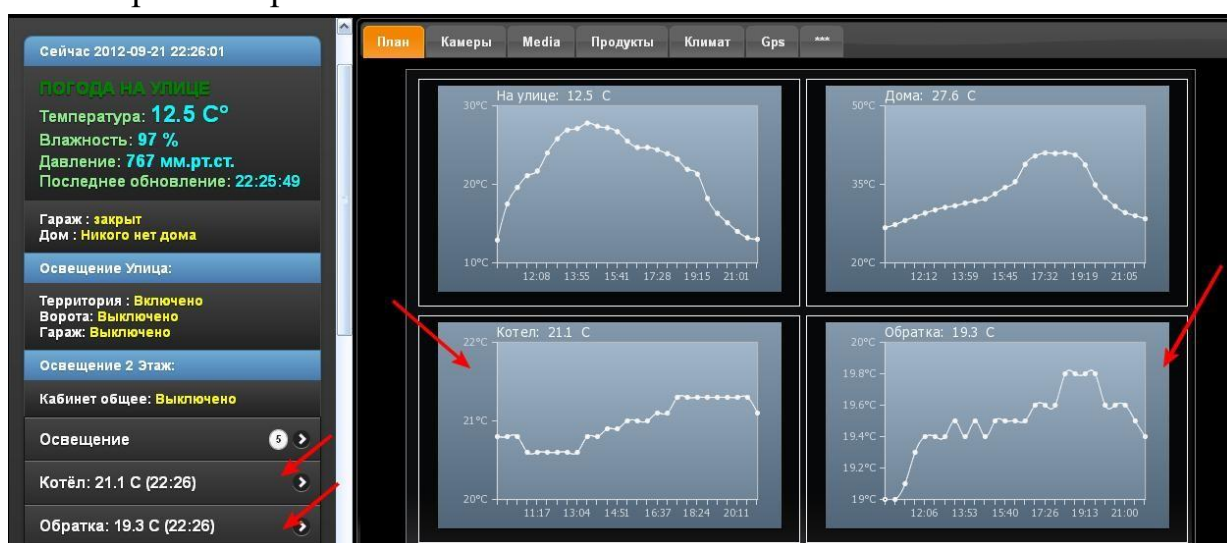 Сейчас 2012-09-21 22:26:01
ПОГОДА НА УЛИЦЕ
Температура: 12.5 C°
Влажность: 97 %
Давление: 767 мм.рт.ст.
Последнее обновление: 22:25:49
Гараж : закрыт
Дом : Никого нет дома
Освещение Улица:
Территория : Включено
Ворота: Выключено
Гараж: Выключено
Освещение 2 Этаж:
Кабинет общее: Выключено
Освещение 5
Котёл: 21.1 C (22:26)
Обратка: 19.3 C (22:26)
План Камеры Media Продукты Климат Gps ***
На улице: 12.5 C
30°C
20°C
10°C
12:08 13:55 15:41 17:28 19:15 21:01
Дома: 27.6 C
50°C
35°C
20°C
12:12 13:59 15:45 17:32 19:19 21:05
Котел: 21.1 C
22°C
21°C
20°C
11:17 13:04 14:51 16:37 18:24 20:11
Обратка: 19.3 C
20°C
19.8°C
19.6°C
19.4°C
19.2°C
19°C
12:06 13:53 15:40 17:26 19:13 21:00